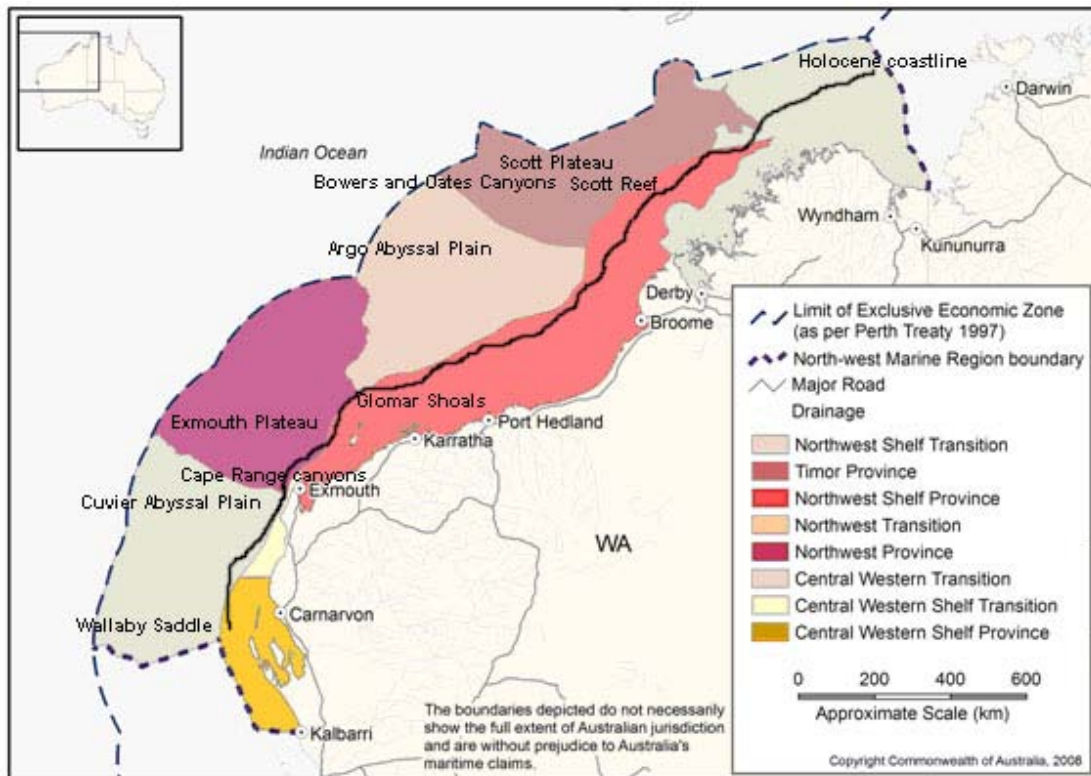 Holocene coastline
Darwin
Indian Ocean
Scott Plateau
Bowers and Oates Canyons
Scott Reef
Wyndham
Kununurra
Argo Abyssal Plain
Derby
Broome
Glomar Shoals
Port Hedland
Exmouth Plateau
Karratha
Cape Range canyons
Exmouth
Cuvier Abyssal Plain
WA
Carnarvon
Wallaby Saddle
Kalbarri
Limit of Exclusive Economic Zone
(as per Perth Treaty 1997)
North-west Marine Region boundary
Major Road
Drainage
Northwest Shelf Transition
Timor Province
Northwest Shelf Province
Northwest Transition
Northwest Province
Central Western Transition
Central Western Shelf Transition
Central Western Shelf Province
0 200 400 600
Approximate Scale (km)
The boundaries depicted do not necessarily
show the full extent of Australian jurisdiction
and are without prejudice to Australia's
maritime claims.
Copyright Commonwealth of Australia, 2008